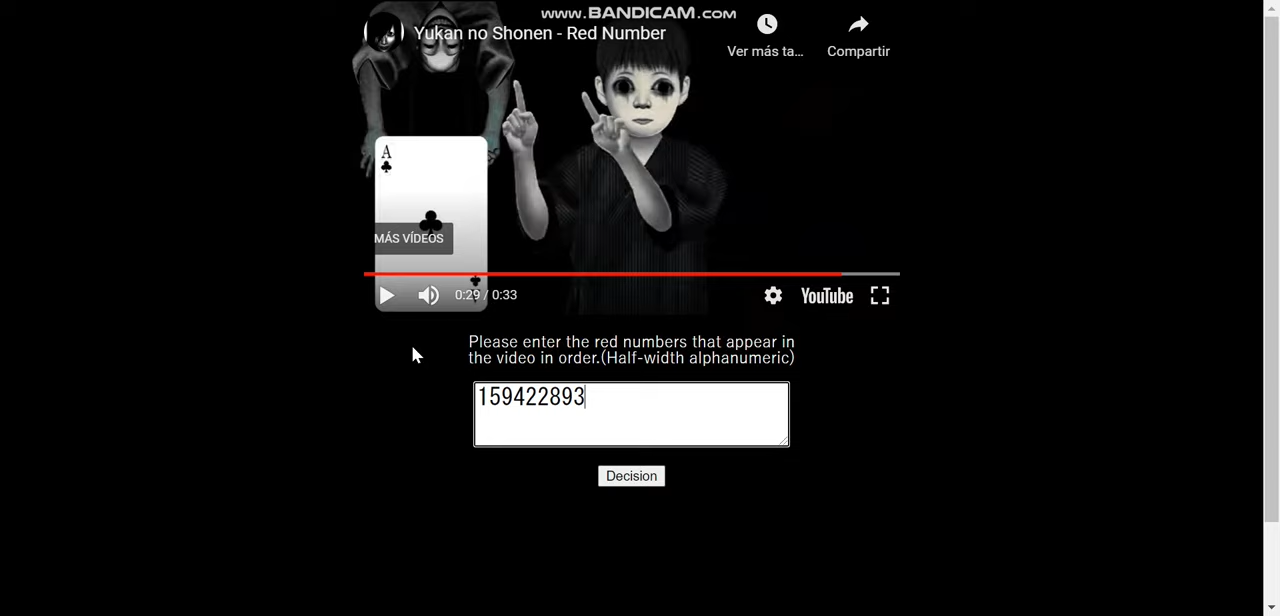 www.BANDICAM.com
Yukan no Shonen - Red Number
Ver más ta...
Compartir
A
MÁS VÍDEOS
0:29 / 0:33
YouTube
Please enter the red numbers that appear in
the video in order.(Half-width alphanumeric)
159422893
Decision